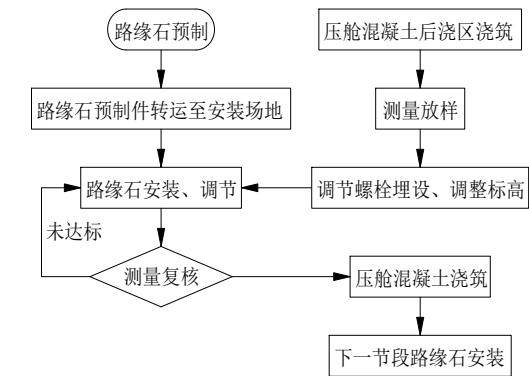 路缘石预制
压舱混凝土后浇区浇筑
路缘石预制件转运至安装场地
测量放样
路缘石安装、调节
调节螺栓埋设、调整标高
未达标
测量复核
压舱混凝土浇筑
下一节段路缘石安装